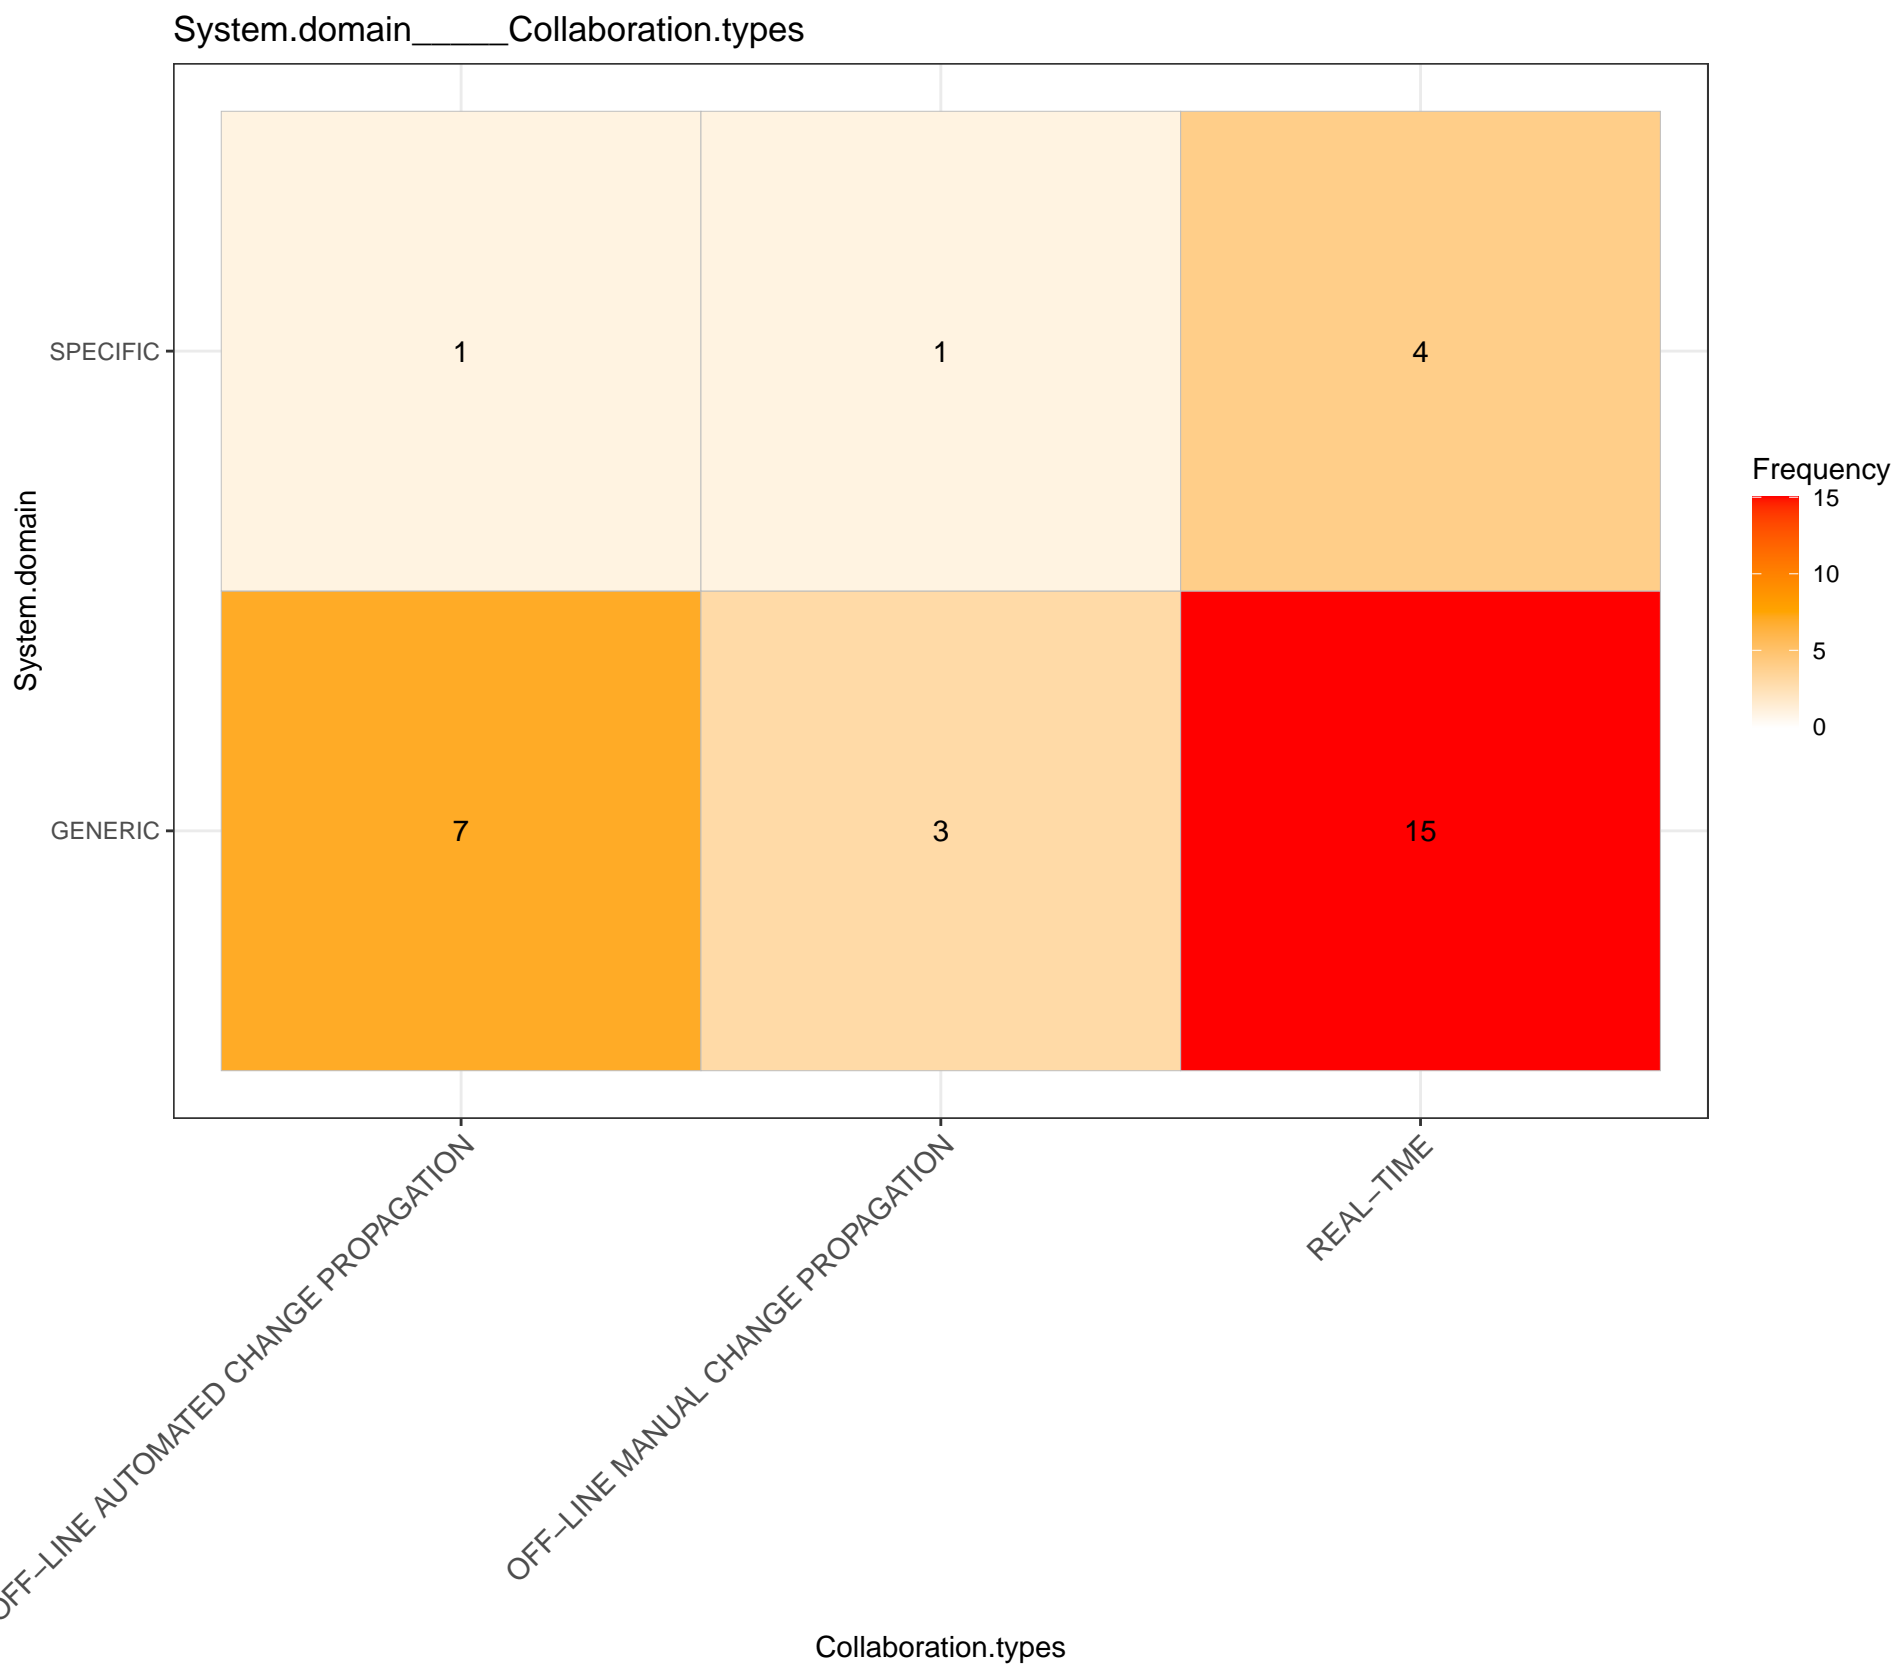 System.domain_____Collaboration.types
SPECIFIC
1
1
4
GENERIC
7
3
15
System.domain
Frequency
15
10
5
0
OFF−LINE AUTOMATED CHANGE PROPAGATION
OFF−LINE MANUAL CHANGE PROPAGATION
REAL−TIME
Collaboration.types